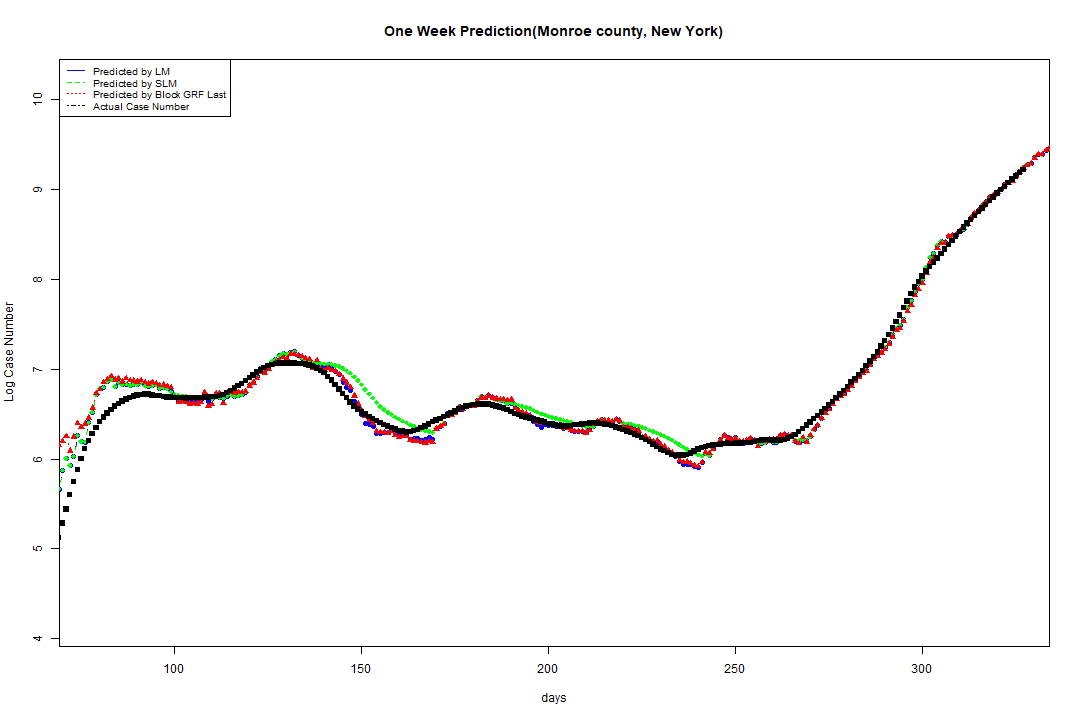 One Week Prediction(Monroe county, New York)
Predicted by LM
Predicted by SLM
Predicted by Block GRF Last
Actual Case Number
10
9
8
7
6
5
4
Log Case Number
100 150 200 250 300
days